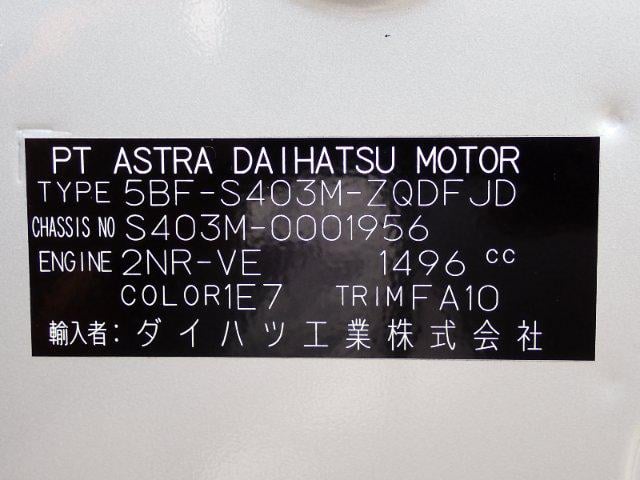 PT ASTRA DAIHATSU MOTOR
TYPE 5BF-S403M-ZQDFJD
CHASSIS NO S403M-0001956
ENGINE 2NR-VE 1496 cc
COLOR 1E7 TRIM FA10
輸入者: ダイハツ工業株式会社